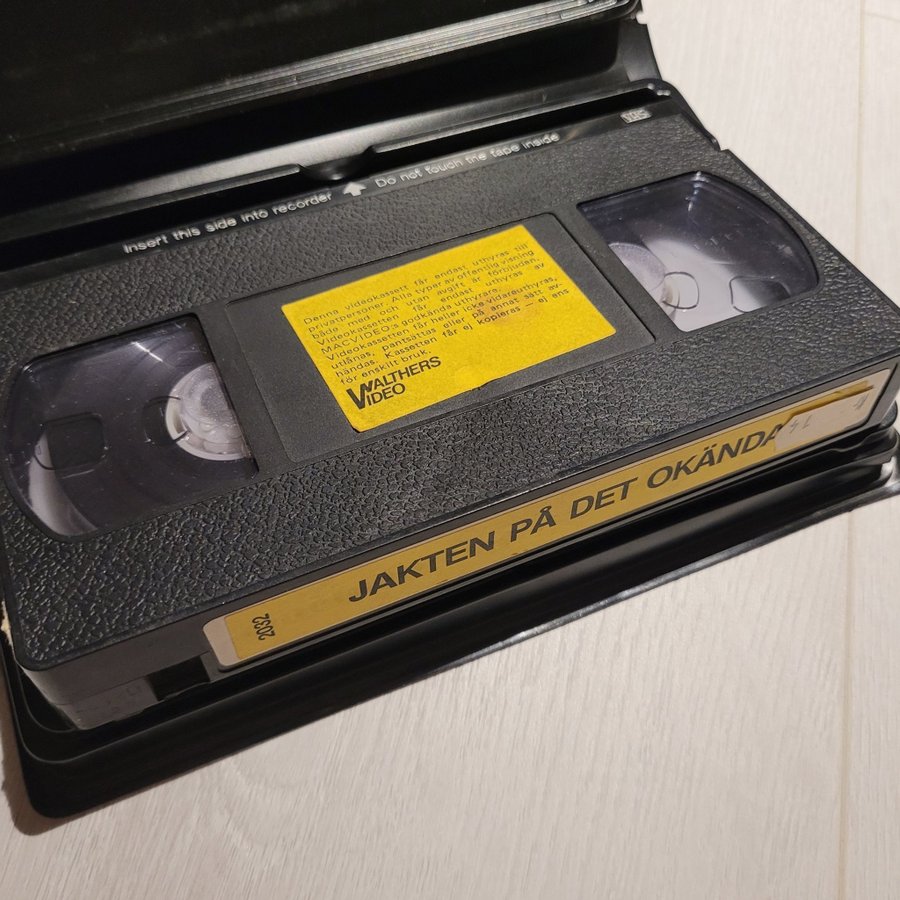 VHS
Insert this side into recorder Do not touch the tape inside
Denna videokassett får endast uthyras till
privatpersoner. Alla typer av offentlig visning
både med och utan avgift är förbjuden.
Videokassetten får endast uthyras av
MACVIDEO:s godkända uthyrare.
Videokassetten får heller icke vidareuthyras,
utlånas, pantsättas eller på annat sätt av-
händas. Kassetten får ej kopieras – ej ens
för enskilt bruk.
WALTHERS
VIDEO
2032 JAKTEN PÅ DET OKÄNDA